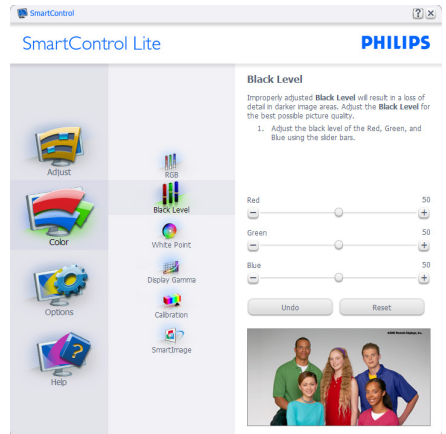 SmartControl
SmartControl Lite
PHILIPS
Adjust
Color
Options
Help
RGB
Black Level
White Point
Display Gamma
Calibration
SmartImage
Black Level
Improperly adjusted Black Level will result in a loss of
detail in darker image areas. Adjust the Black Level for
the best possible picture quality.
1. Adjust the black level of the Red, Green, and
Blue using the slider bars.
Red 50
Green 50
Blue 50
Undo Reset